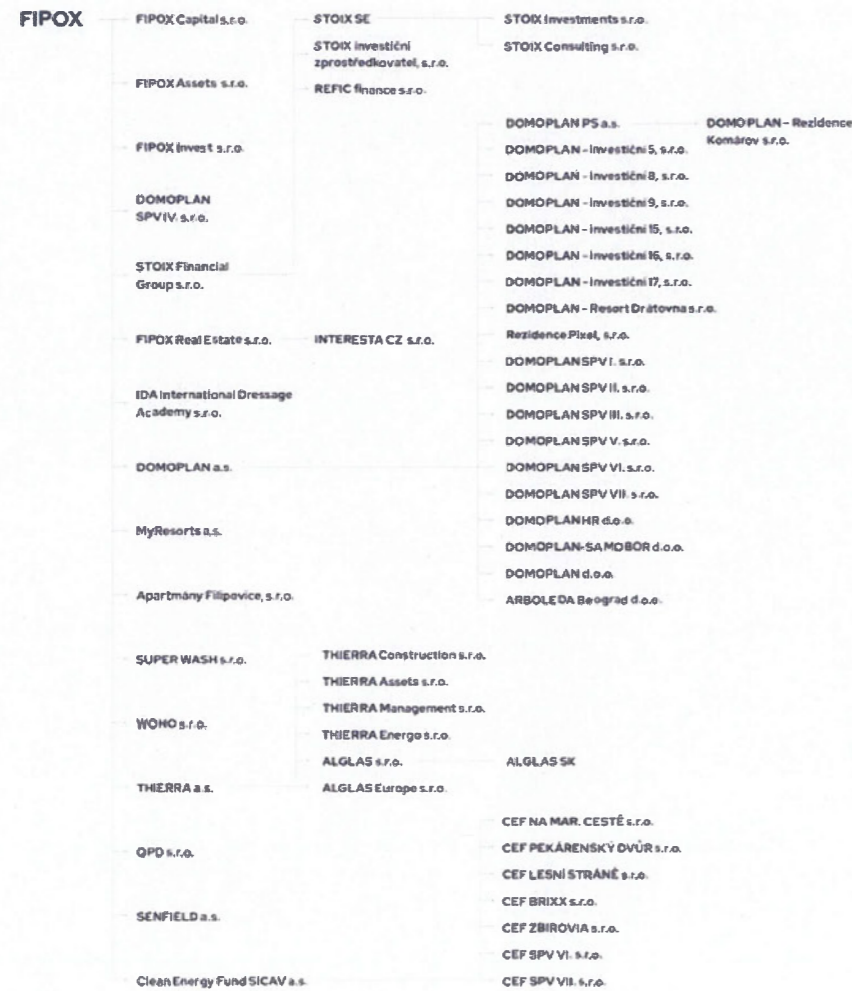 FIPOX
FIPOX Capital s.r.o.
FIPOX Assets s.r.o.
FIPOX Invest s.r.o.
DOMOPLAN
SPV IV. s.r.o.
STOIX Financial
Group s.r.o.
FIPOX Real Estate s.r.o.
IDA International Dressage
Academy s.r.o.
DOMOPLAN a.s.
MyResorts a.s.
Apartmány Filipovice, s.r.o.
SUPER WASH s.r.o.
WOHO s.r.o.
THIERRA a.s.
QPD s.r.o.
SENFIELD a.s.
Clean Energy Fund SICAV a.s.
STOIX SE
STOIX investiční
zprostředkovatel, s.r.o.
REFIC finance s.r.o.
INTERESTA CZ s.r.o.
THIERRA Construction s.r.o.
THIERRA Assets s.r.o.
THIERRA Management s.r.o.
THIERRA Energo s.r.o.
ALGLAS s.r.o.
ALGLAS Europe s.r.o.
STOIX Investments s.r.o.
STOIX Consulting s.r.o.
DOMOPLAN PS a.s.
DOMOPLAN - Investiční 5, s.r.o.
DOMOPLAN - Investiční 8, s.r.o.
DOMOPLAN - Investiční 9, s.r.o.
DOMOPLAN - Investiční 15, s.r.o.
DOMOPLAN - Investiční 16, s.r.o.
DOMOPLAN - Investiční 17, s.r.o.
DOMOPLAN - Resort Drátovna s.r.o.
Rezidence Pixel, s.r.o.
DOMOPLAN SPV I. s.r.o.
DOMOPLAN SPV II. s.r.o.
DOMOPLAN SPV III. s.r.o.
DOMOPLAN SPV V. s.r.o.
DOMOPLAN SPV VI. s.r.o.
DOMOPLAN SPV VII. s.r.o.
DOMOPLAN HR d.o.o.
DOMOPLAN-SAMOBOR d.o.o.
DOMOPLAN d.o.o.
ARBOLEDA Beograd d.o.o.
ALGLAS SK
CEF NA MAR. CESTĚ s.r.o.
CEF PEKÁRENSKÝ DVŮR s.r.o.
CEF LESNÍ STRÁNĚ s.r.o.
CEF BRIXX s.r.o.
CEF ZBIROVIA s.r.o.
CEF SPV VI. s.r.o.
CEF SPV VII. s.r.o.
DOMOPLAN – Rezidence
Komárov s.r.o.